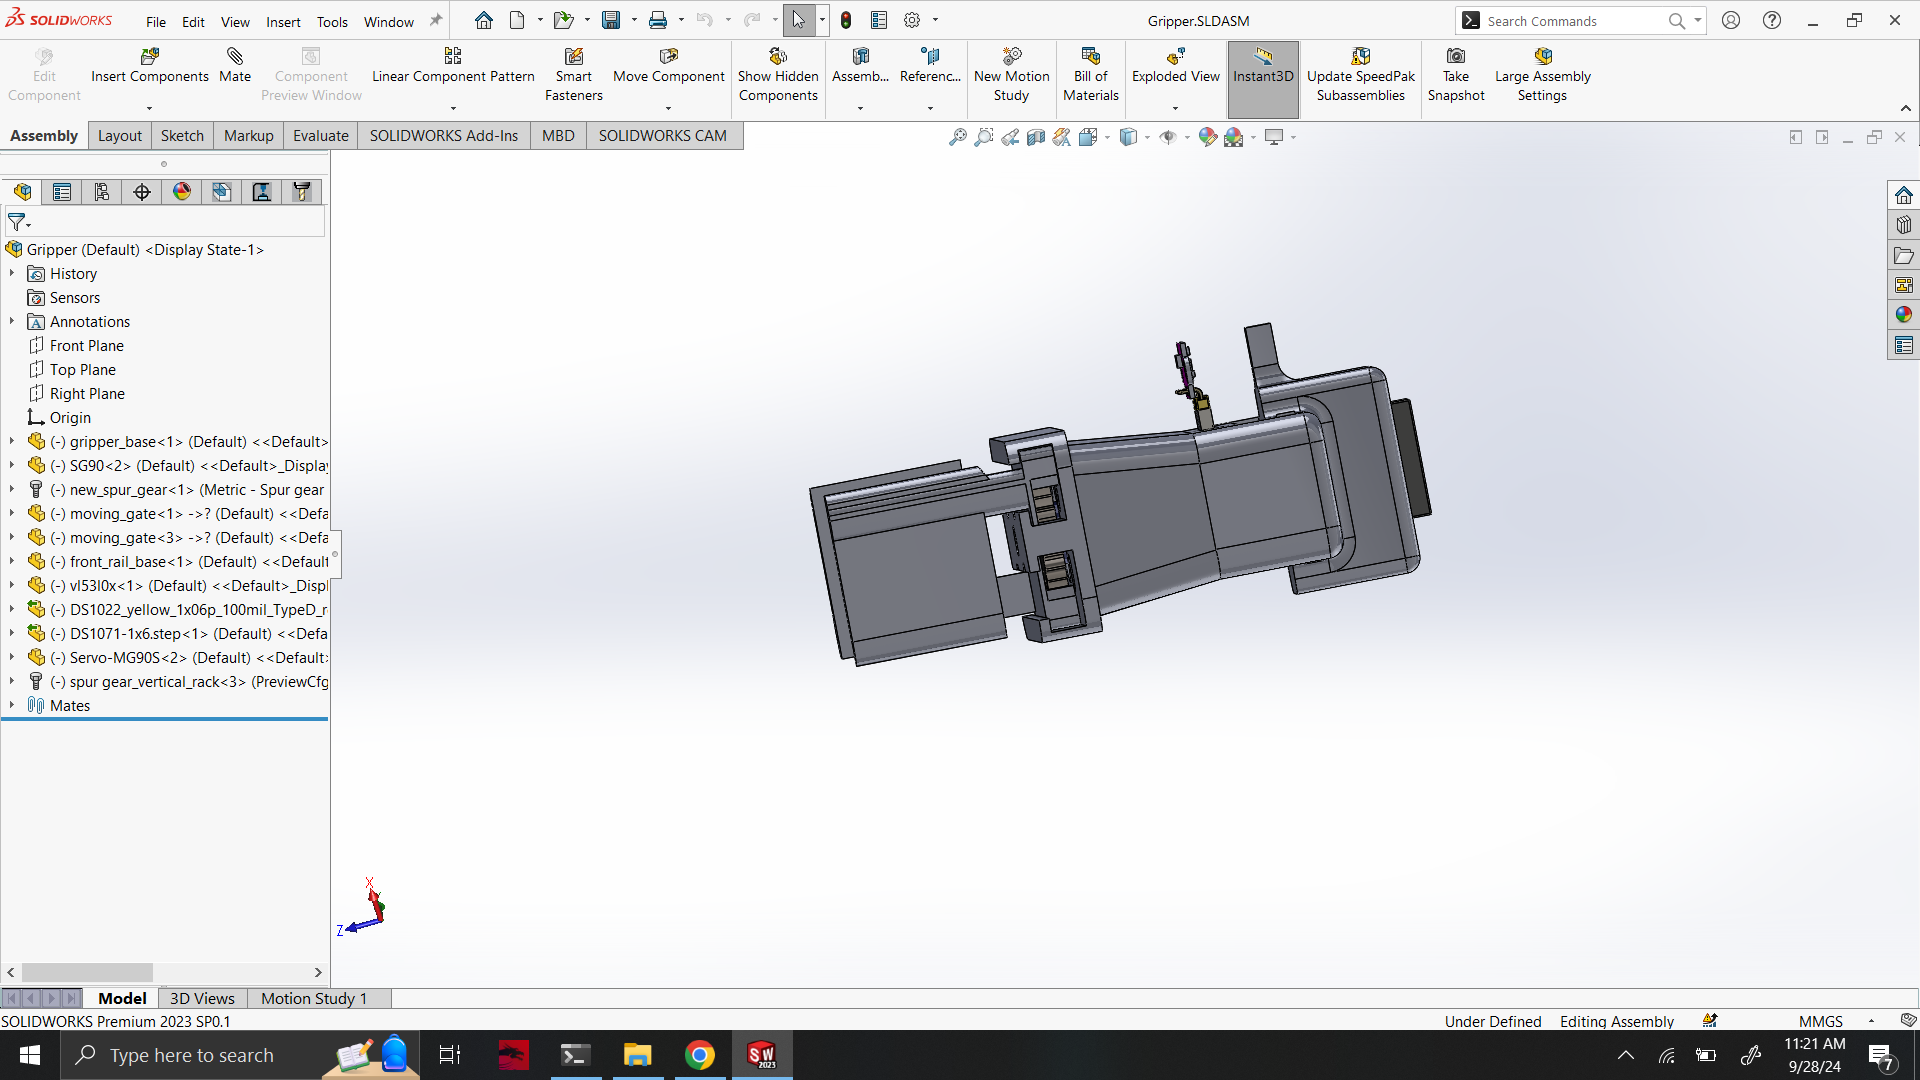 SOLIDWORKS File Edit View Insert Tools Window Gripper.SLDASM Search Commands
Edit Component
Insert Components
Mate
Component Preview Window
Linear Component Pattern
Smart Fasteners
Move Component
Show Hidden Components
Assemb...
Referenc...
New Motion Study
Bill of Materials
Exploded View
Instant3D
Update SpeedPak Subassemblies
Take Snapshot
Large Assembly Settings
Assembly Layout Sketch Markup Evaluate SOLIDWORKS Add-Ins MBD SOLIDWORKS CAM
Gripper (Default) <Display State-1>
History
Sensors
Annotations
Front Plane
Top Plane
Right Plane
Origin
(-) gripper_base<1> (Default) <<Default>
(-) SG90<2> (Default) <<Default>_Display
(-) new_spur_gear<1> (Metric - Spur gear
(-) moving_gate<1> ->? (Default) <<Defa
(-) moving_gate<3> ->? (Default) <<Defa
(-) front_rail_base<1> (Default) <<Default
(-) vl53l0x<1> (Default) <<Default>_Displ
(-) DS1022_yellow_1x06p_100mil_TypeD_r
(-) DS1071-1x6.step<1> (Default) <<Defa
(-) Servo-MG90S<2> (Default) <<Default>
(-) spur gear_vertical_rack<3> (PreviewCfg
Mates
X
Z
Model 3D Views Motion Study 1
SOLIDWORKS Premium 2023 SP0.1 Under Defined Editing Assembly MMGS
Type here to search
SW
2023
11:21 AM
9/28/24
7